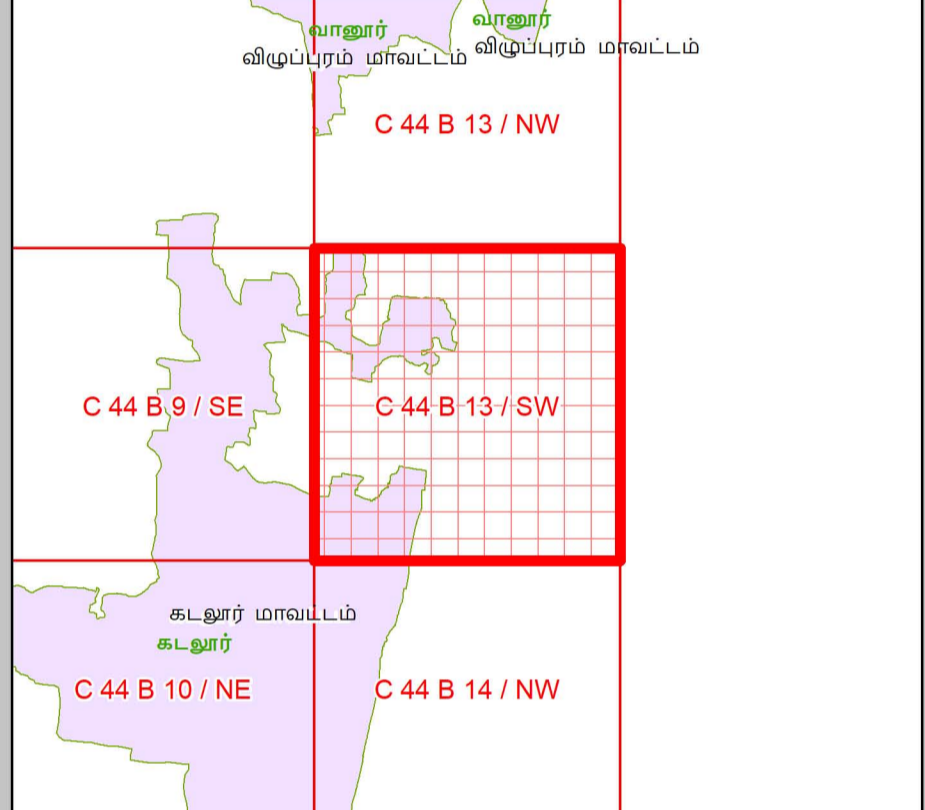 வானூர்
வானூர்
விழுப்புரம் மாவட்டம்
விழுப்புரம் மாவட்டம்
C 44 B 13 / NW
C 44 B 9 / SE
C 44 B 13 / SW
கடலூர் மாவட்டம்
கடலூர்
C 44 B 10 / NE
C 44 B 14 / NW